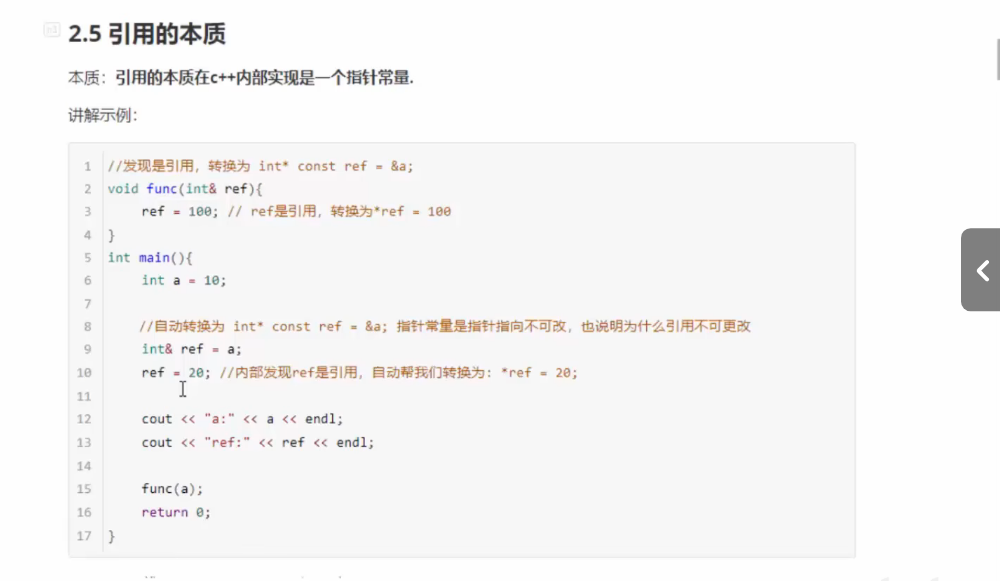 2.5 引用的本质
本质：引用的本质在c++内部实现是一个指针常量.
讲解示例：
1 //发现是引用，转换为 int* const ref = &a;
2 void func(int& ref){
3 ref = 100; // ref是引用，转换为*ref = 100
4 }
5 int main(){
6 int a = 10;
7
8 //自动转换为 int* const ref = &a; 指针常量是指针指向不可改，也说明为什么引用不可更改
9 int& ref = a;
10 ref = 20; //内部发现ref是引用，自动帮我们转换为：*ref = 20;
11
12 cout << "a:" << a << endl;
13 cout << "ref:" << ref << endl;
14
15 func(a);
16 return 0;
17 }